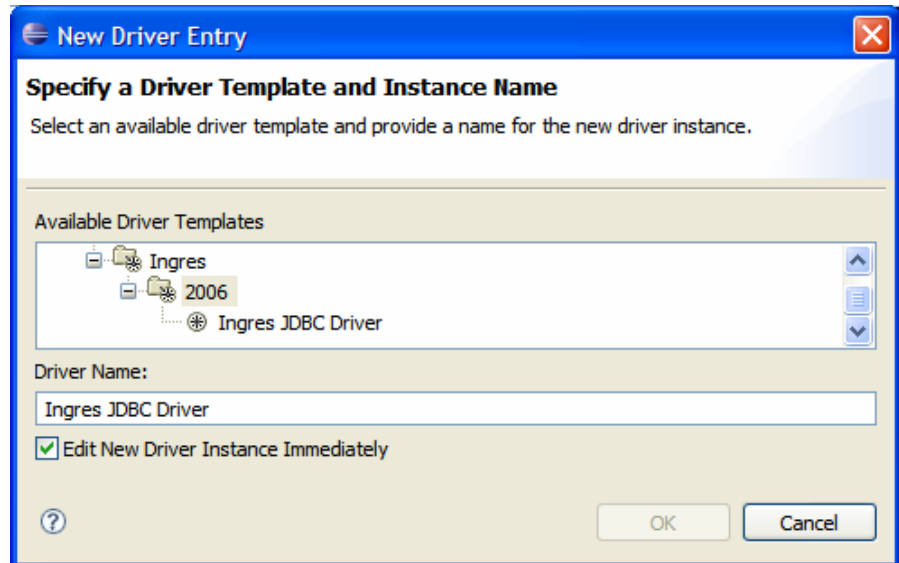 New Driver Entry
Specify a Driver Template and Instance Name
Select an available driver template and provide a name for the new driver instance.
Available Driver Templates
Ingres
2006
Ingres JDBC Driver
Driver Name:
Ingres JDBC Driver
Edit New Driver Instance Immediately
OK Cancel